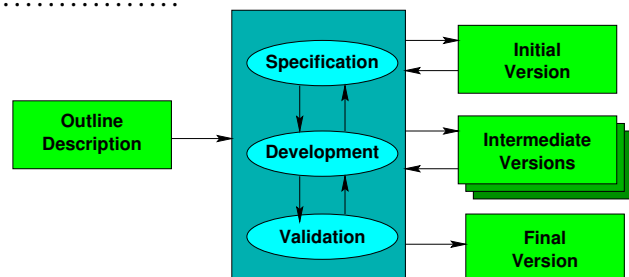 Outline
Description
Specification
Development
Validation
Initial
Version
Intermediate
Versions
Final
Version